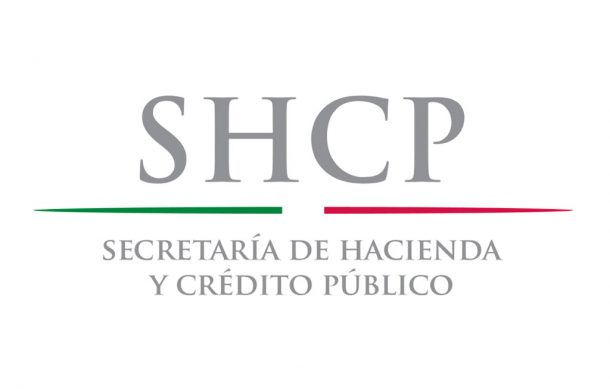 SHCP
SECRETARÍA DE HACIENDA
Y CRÉDITO PÚBLICO